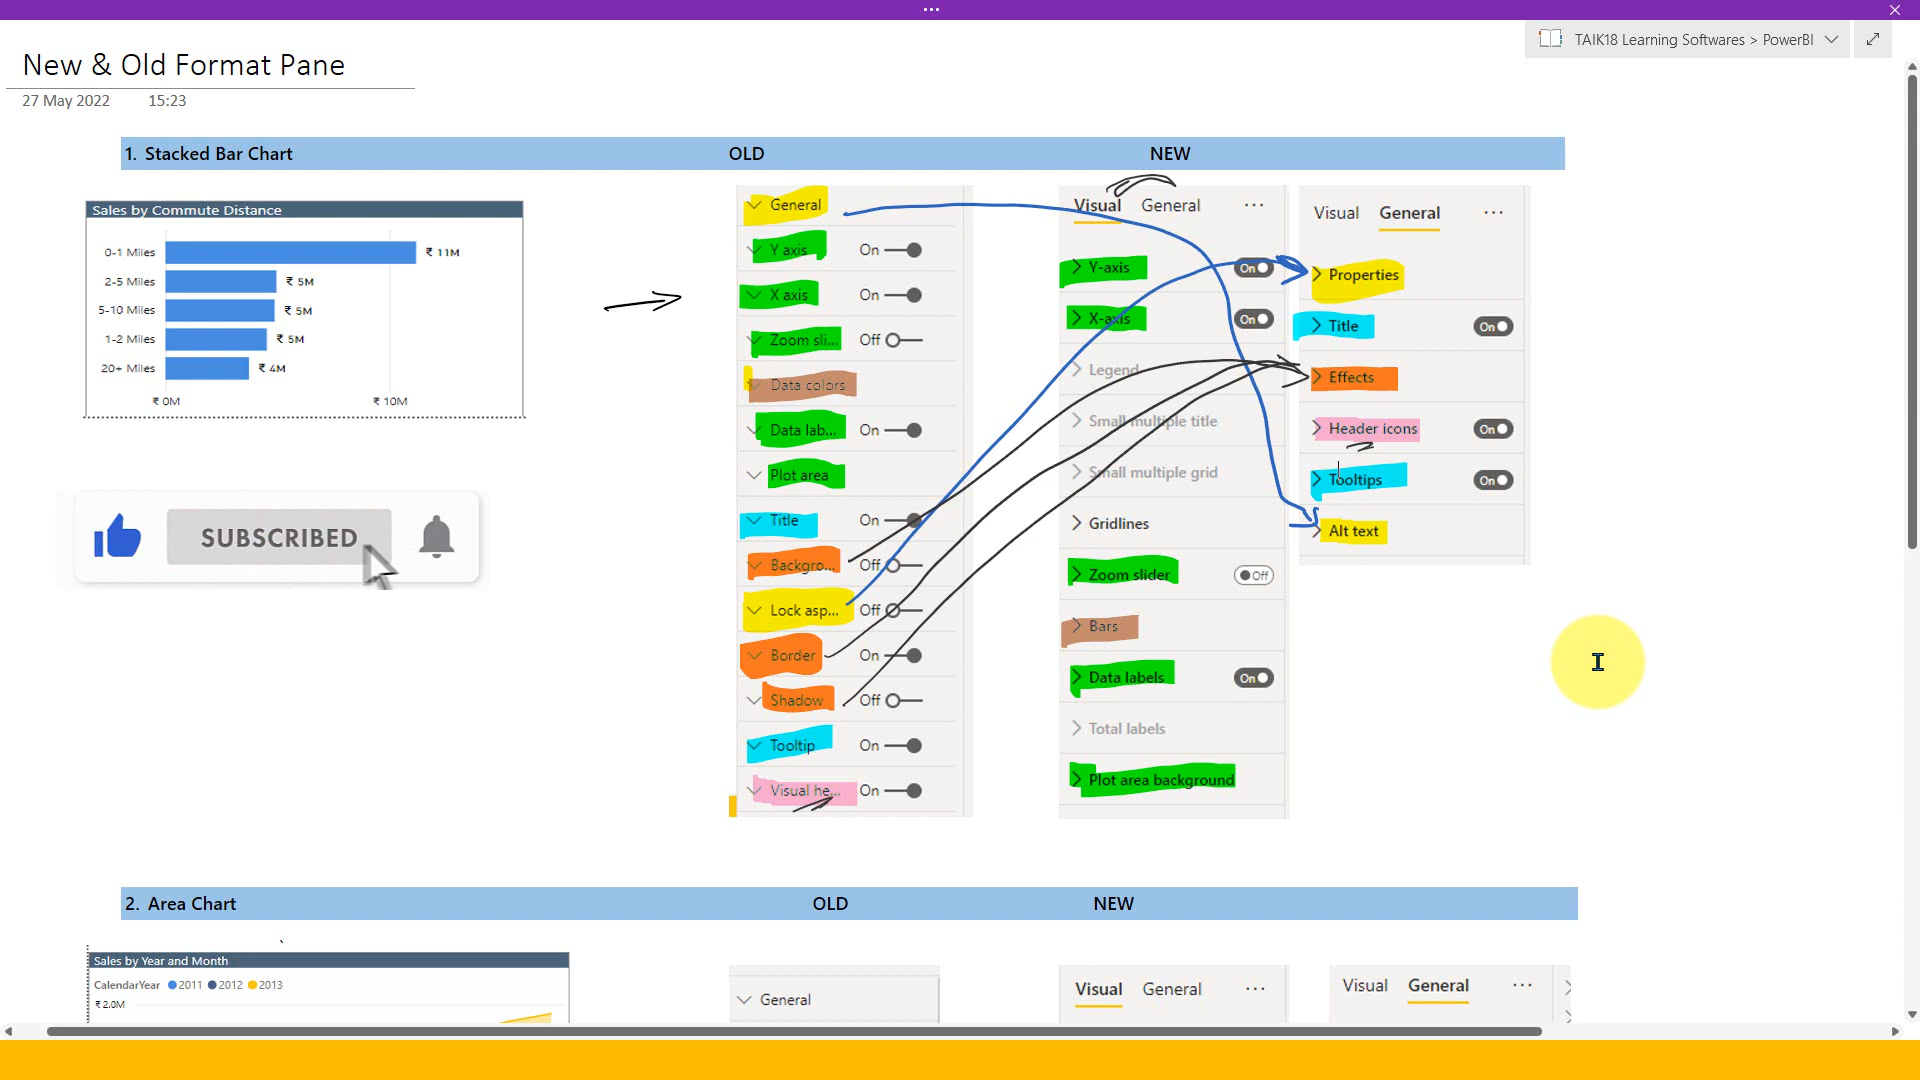 TAIK18 Learning Softwares > PowerBI
New & Old Format Pane
27 May 2022 15:23
1. Stacked Bar Chart OLD NEW
Sales by Commute Distance
0-1 Miles ₹ 11M
2-5 Miles ₹ 5M
5-10 Miles ₹ 5M
1-2 Miles ₹ 5M
20+ Miles ₹ 4M
₹ 0M ₹ 10M
SUBSCRIBED
General
Y axis On
X axis On
Zoom sli... Off
Data colors
Data lab... On
Plot area
Title On
Backgro... Off
Lock asp... Off
Border On
Shadow Off
Tooltip On
Visual he... On
Visual General ...
Y-axis On
X-axis On
Legend
Small multiple title
Small multiple grid
Gridlines
Zoom slider Off
Bars
Data labels On
Total labels
Plot area background
Visual General ...
Properties
Title On
Effects
Header icons On
Tooltips On
Alt text
2. Area Chart OLD NEW
Sales by Year and Month
CalendarYear 2011 2012 2013
₹ 2.0M
General
Visual General ...
Visual General ...